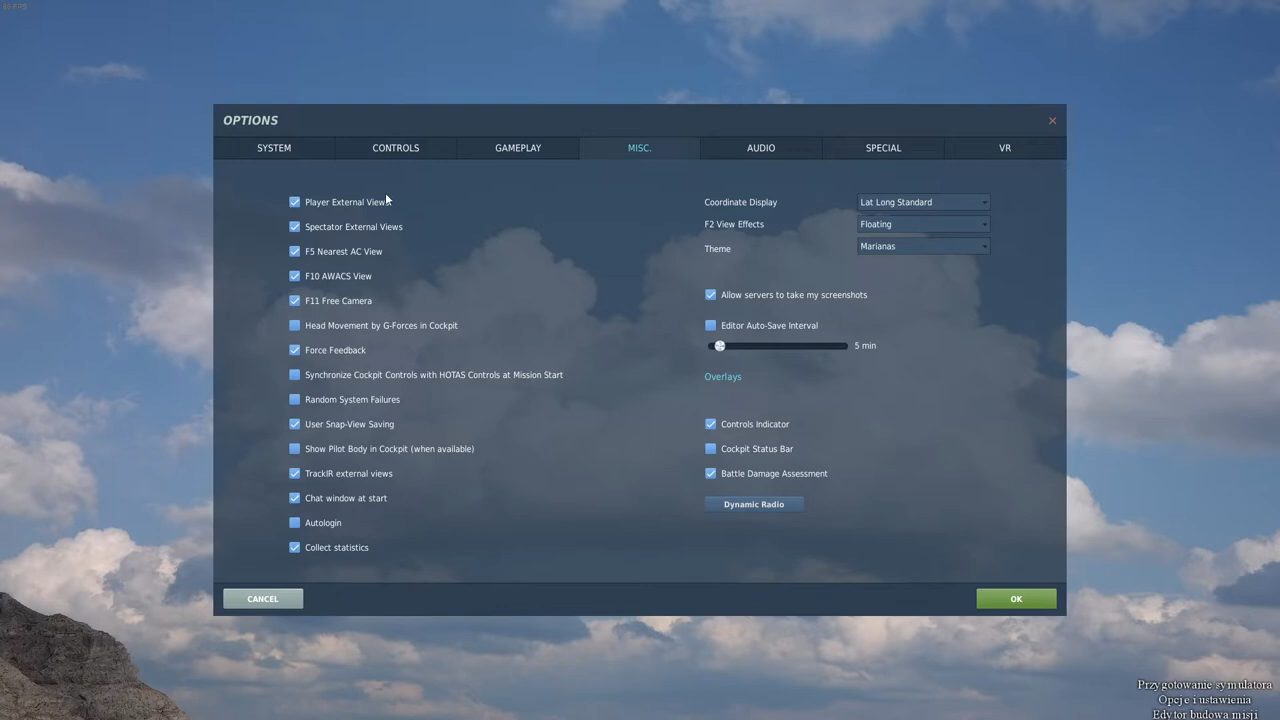 OPTIONS
SYSTEM
CONTROLS
GAMEPLAY
MISC.
AUDIO
SPECIAL
VR
Player External Views
Spectator External Views
F5 Nearest AC View
F10 AWACS View
F11 Free Camera
Head Movement by G-Forces in Cockpit
Force Feedback
Synchronize Cockpit Controls with HOTAS Controls at Mission Start
Random System Failures
User Snap-View Saving
Show Pilot Body in Cockpit (when available)
TrackIR external views
Chat window at start
Autologin
Collect statistics
Coordinate Display
Lat Long Standard
F2 View Effects
Floating
Theme
Marianas
Allow servers to take my screenshots
Editor Auto-Save Interval
5 min
Overlays
Controls Indicator
Cockpit Status Bar
Battle Damage Assessment
Dynamic Radio
CANCEL
OK
Przygotowanie symulatora
Opcje i ustawienia
Edytor budowa misji